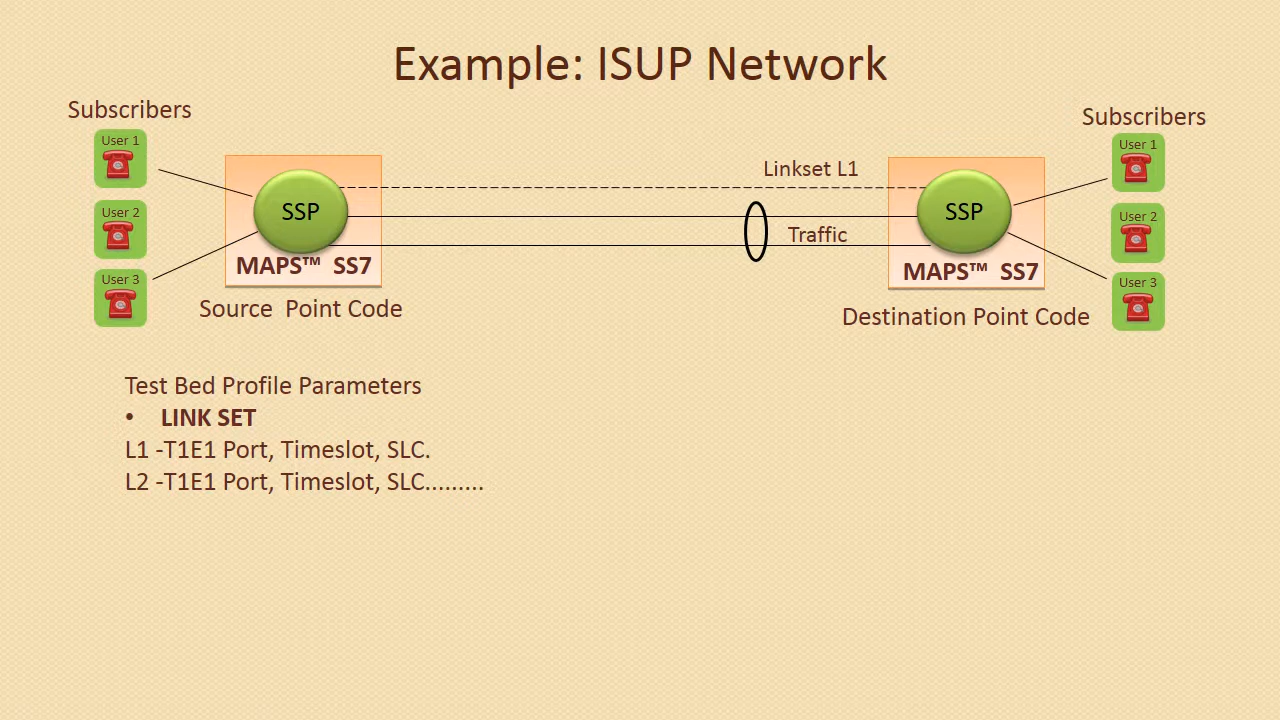 Example: ISUP Network
Subscribers
Subscribers
User 1
User 2
User 3
SSP
MAPS™ SS7
Source Point Code
Linkset L1
Traffic
SSP
MAPS™ SS7
Destination Point Code
User 1
User 2
User 3
Test Bed Profile Parameters
• LINK SET
L1 -T1E1 Port, Timeslot, SLC.
L2 -T1E1 Port, Timeslot, SLC.........